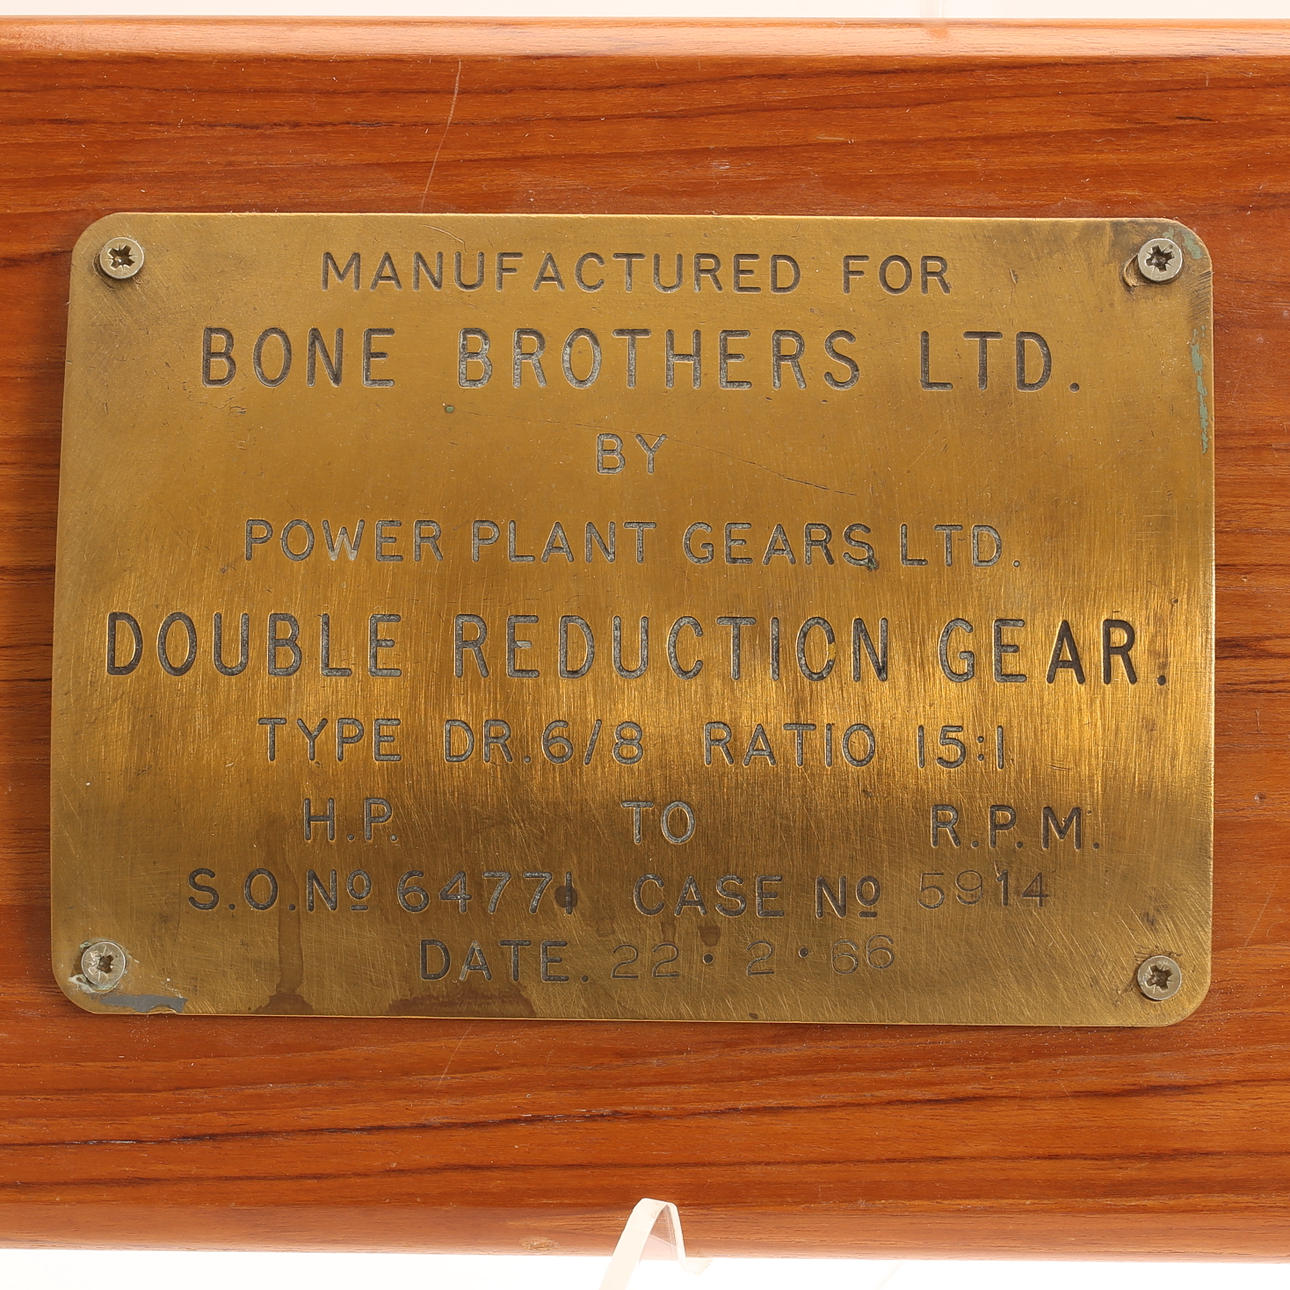 MANUFACTURED FOR
BONE BROTHERS LTD.
BY
POWER PLANT GEARS LTD.
DOUBLE REDUCTION GEAR.
TYPE DR.6/8 RATIO 15:1
H.P. TO R.P.M.
S.O.Nº 64771 CASE Nº 5914
DATE. 22·2·66